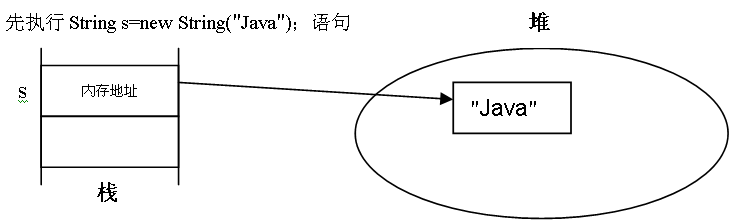 先执行 String s=new String("Java"); 语句
堆
s
内存地址
"Java"
栈